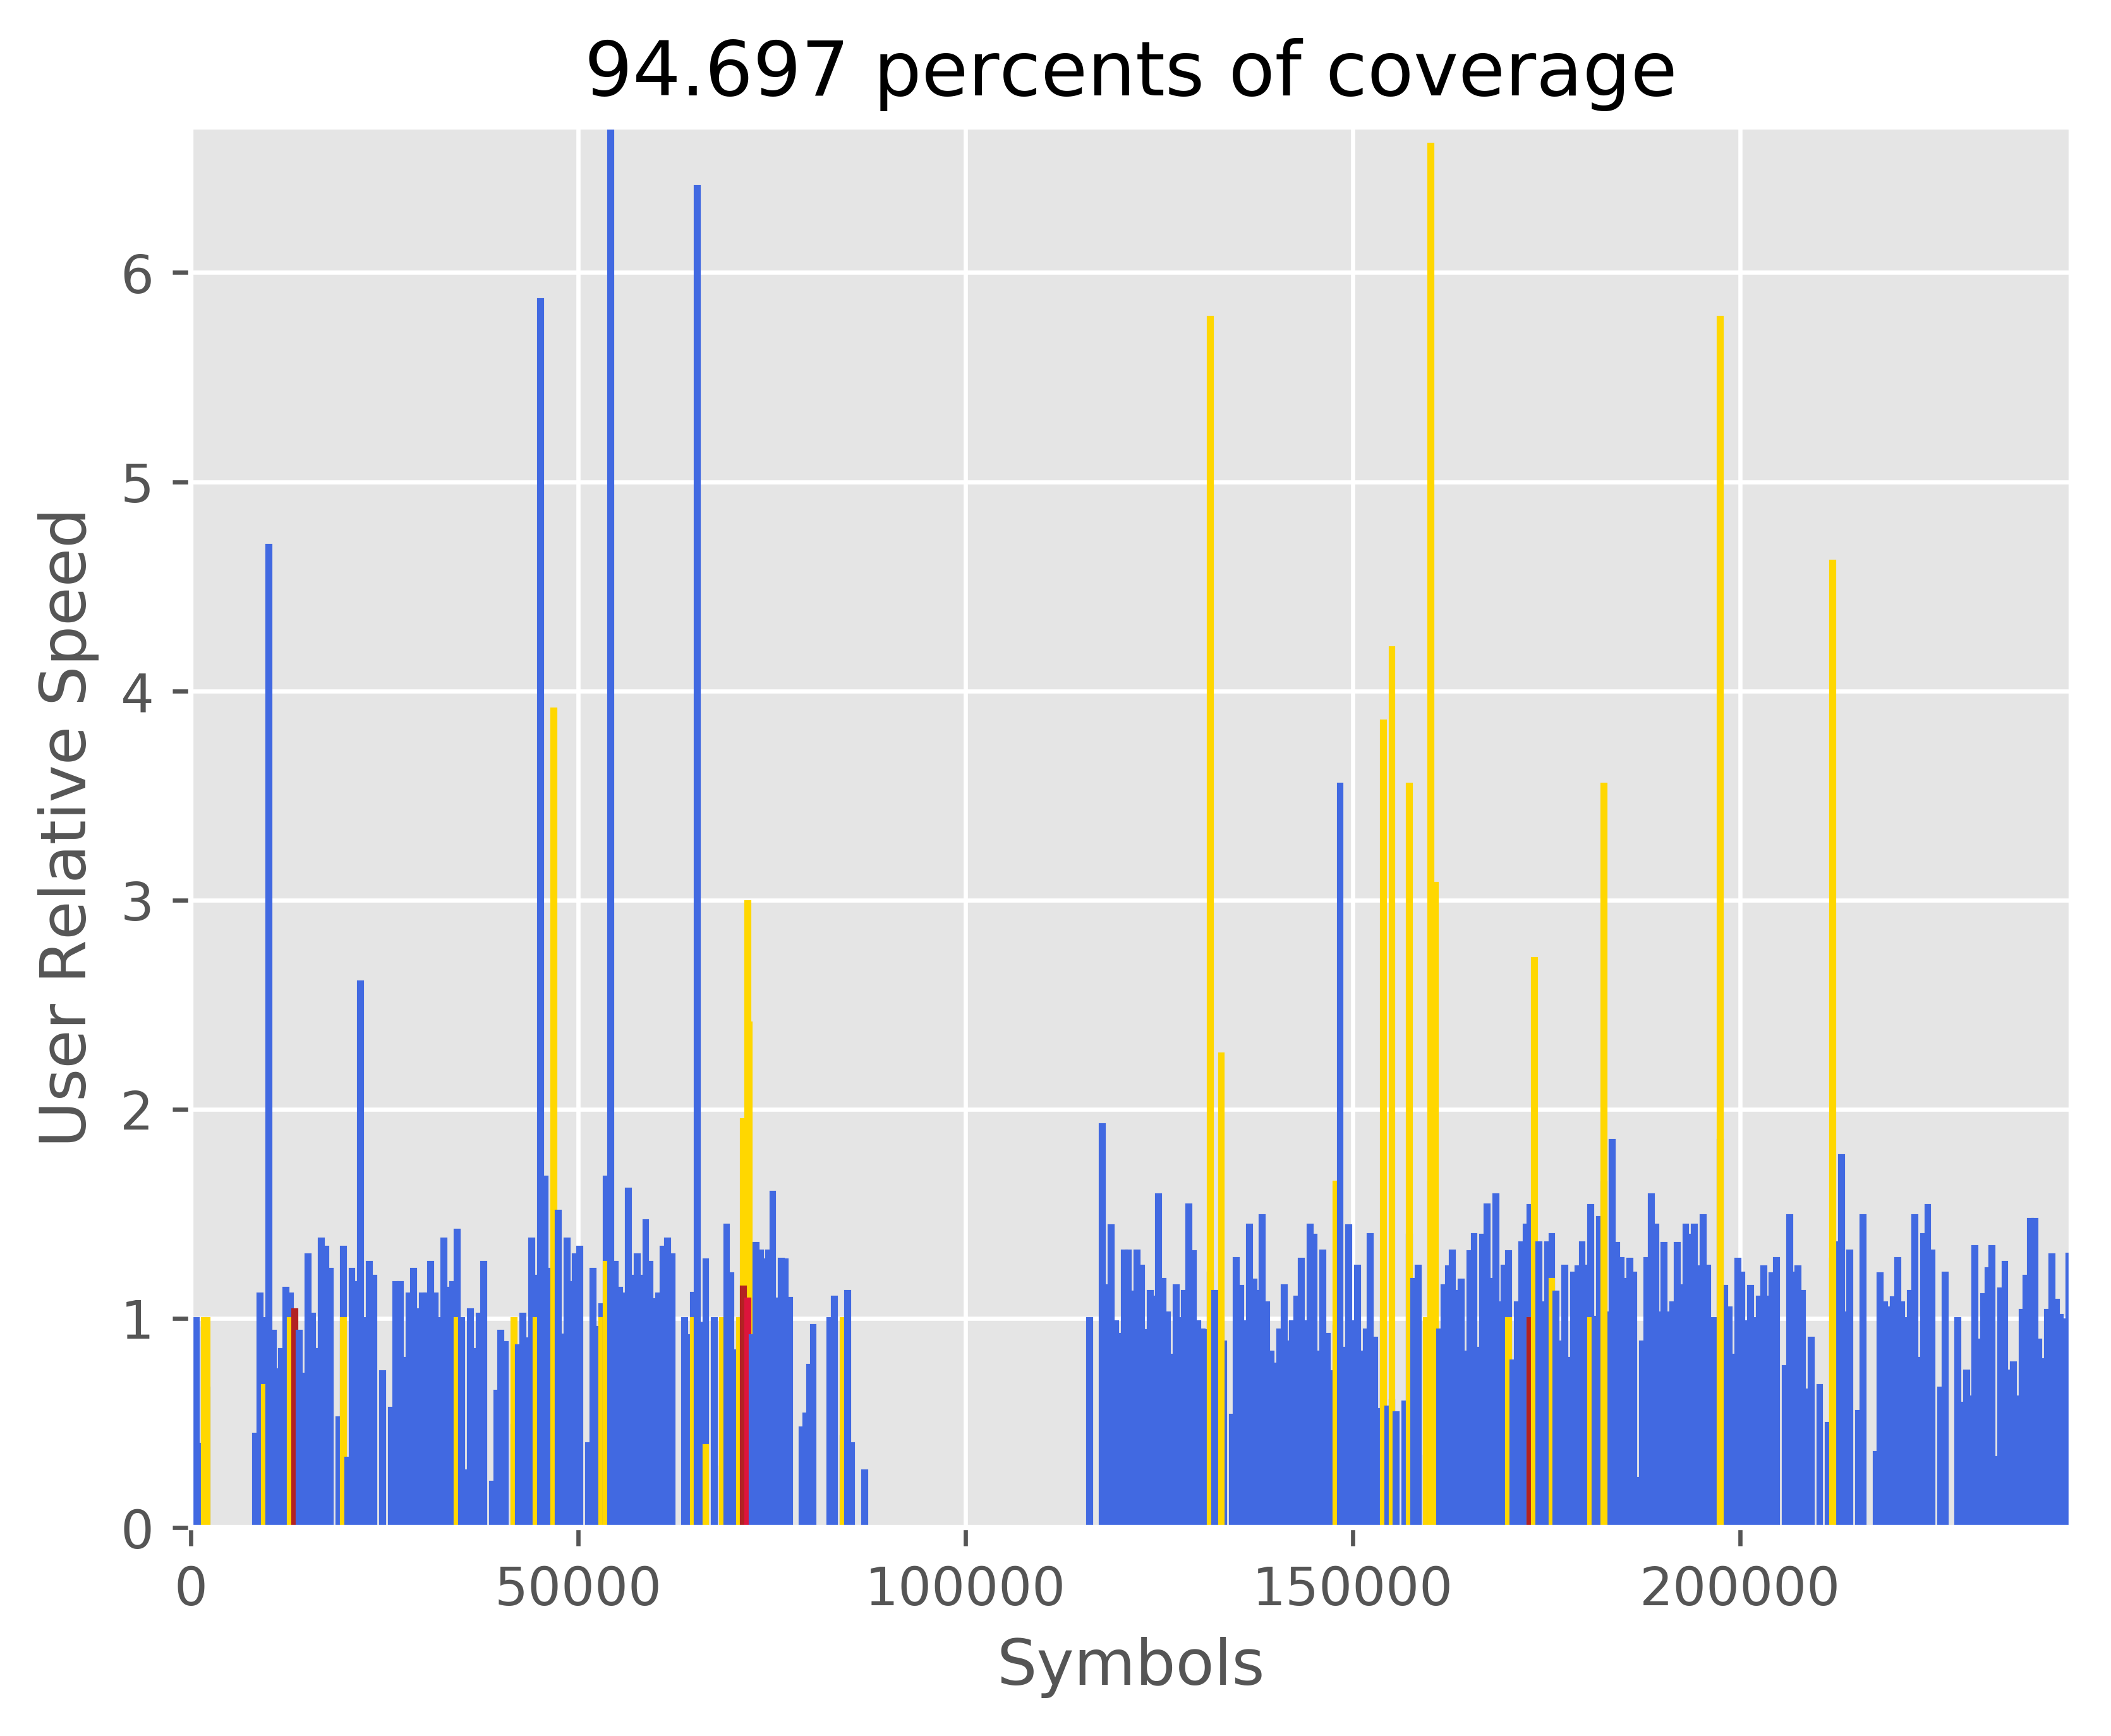 94.697 percents of coverage
User Relative Speed
6
5
4
3
2
1
0
0 50000 100000 150000 200000
Symbols